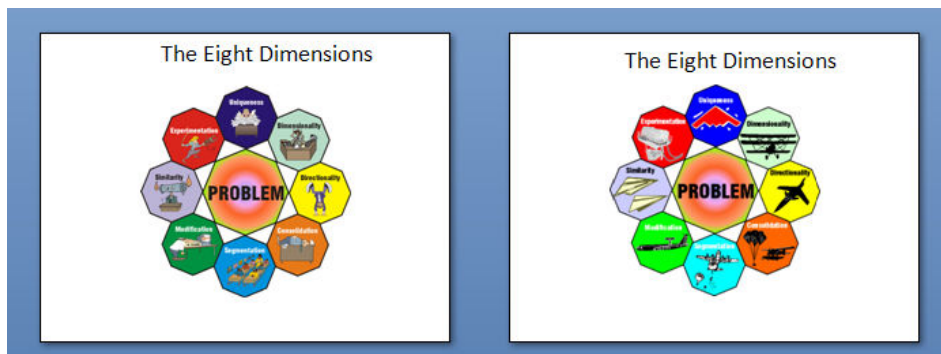 The Eight Dimensions
Uniqueness
Experimentation
Dimensionality
Similarity
PROBLEM
Directionality
Modification
Consolidation
Segmentation
The Eight Dimensions
Uniqueness
Experimentation
Dimensionality
Similarity
PROBLEM
Directionality
Modification
Consolidation
Segmentation